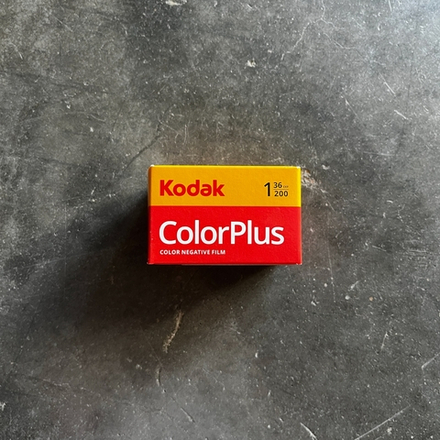 Kodak
1 36
200
ColorPlus
COLOR NEGATIVE FILM